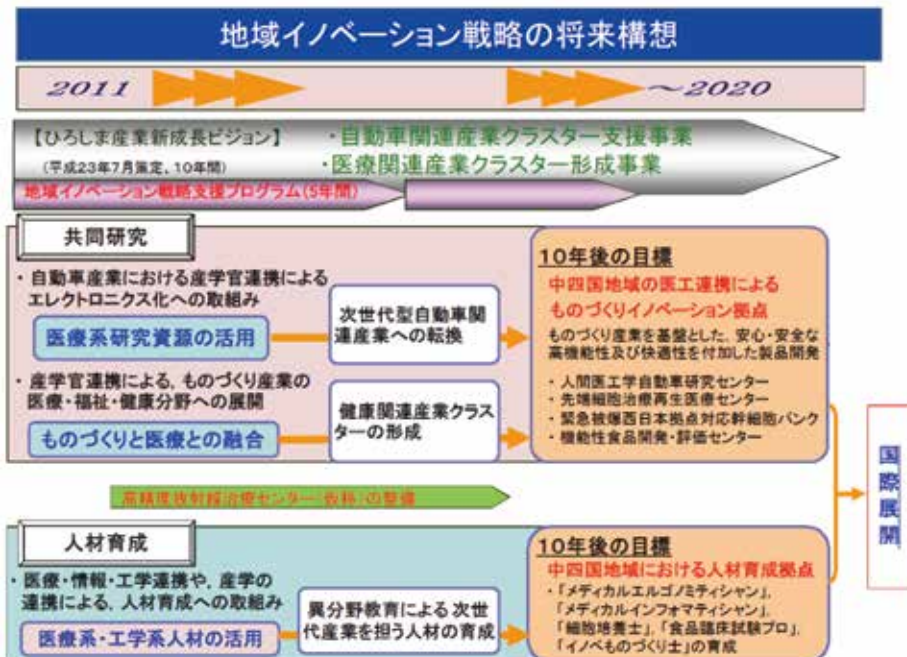 地域イノベーション戦略の将来構想
2011
～2020
【ひろしま産業新成長ビジョン】
(平成23年7月策定、10年間)
・自動車関連産業クラスター支援事業
・医療関連産業クラスター形成事業
地域イノベーション戦略支援プログラム(5年間)
共同研究
・自動車産業における産学官連携による
エレクトロニクス化への取組み
医療系研究資源の活用
次世代型自動車関
連産業への転換
・産学官連携による、ものづくり産業の
医療・福祉・健康分野への展開
ものづくりと医療との融合
健康関連産業クラス
ターの形成
10年後の目標
中四国地域の医工連携による
ものづくりイノベーション拠点
ものづくり産業を基盤とした、安心・安全な
高機能性及び快適性を付加した製品開発
・人間医工学自動車研究センター
・先端細胞治療再生医療センター
・緊急被爆西日本拠点対応幹細胞バンク
・機能性食品開発・評価センター
高精度放射線治療センター(仮称)の整備
人材育成
・医療・情報・工学連携や、産学の
連携による、人材育成への取組み
医療系・工学系人材の活用
異分野教育による次世
代産業を担う人材の育成
10年後の目標
中四国地域における人材育成拠点
・「メディカルエルゴノミティシャン」,
「メディカルインフォマティシャン」,
「細胞培養士」,「食品臨床試験プロ」,
「イノベものづくり士」の育成
国際展開